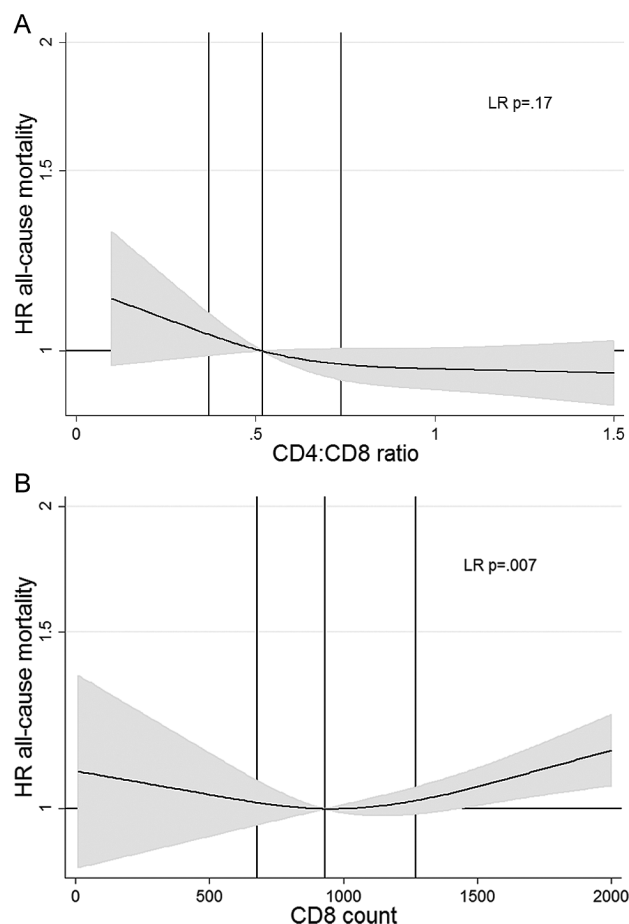 A
HR all-cause mortality
2
1.5
1
LR p=.17
0 .5 1 1.5
CD4:CD8 ratio
B
HR all-cause mortality
2
1.5
1
LR p=.007
0 500 1000 1500 2000
CD8 count